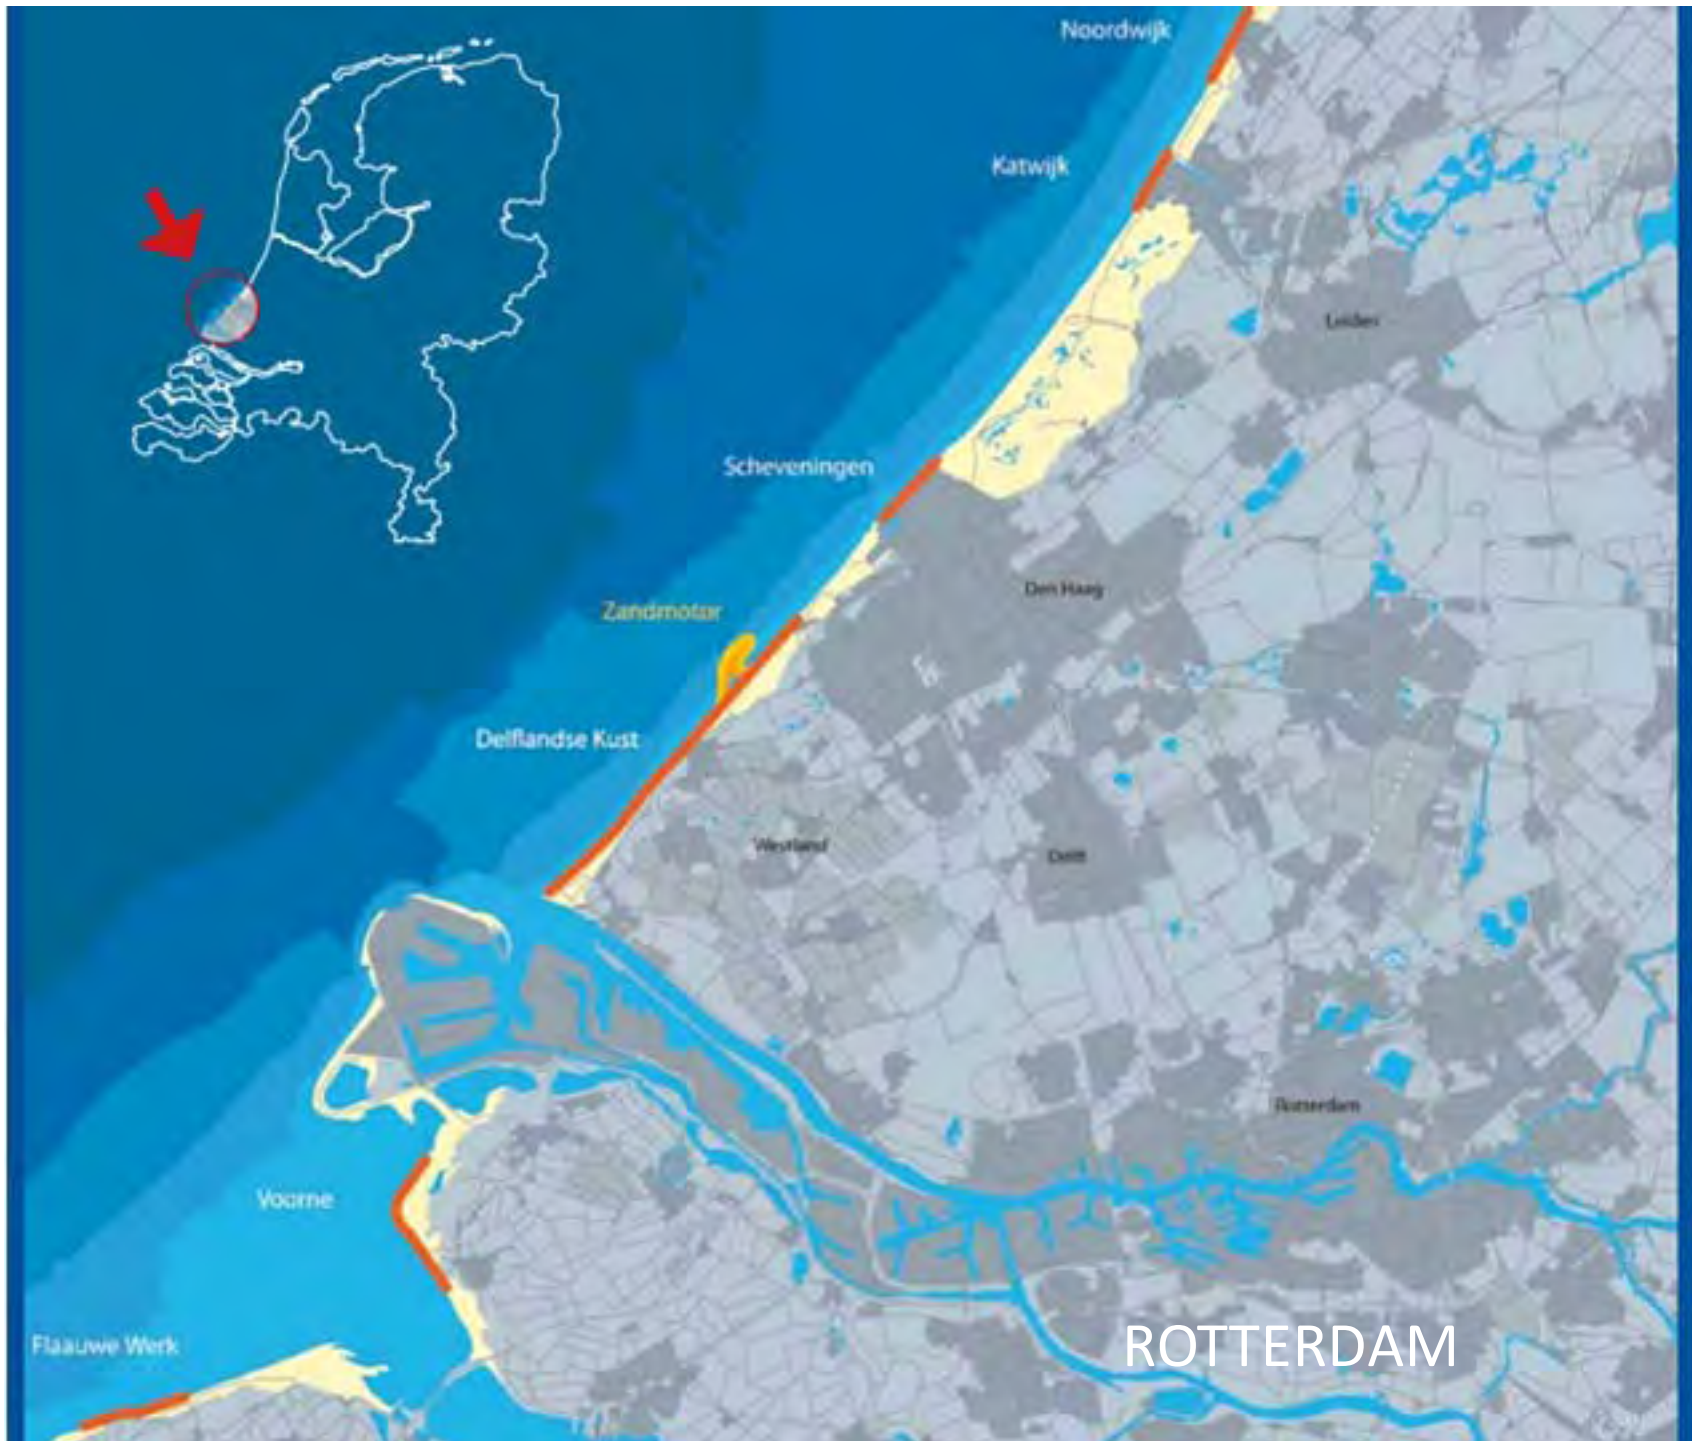 Noordwijk
Katwijk
Leiden
Scheveningen
Den Haag
Zandmotor
Delflandse Kust
Westland
Delft
Rotterdam
Voorne
Flaauwe Werk
ROTTERDAM